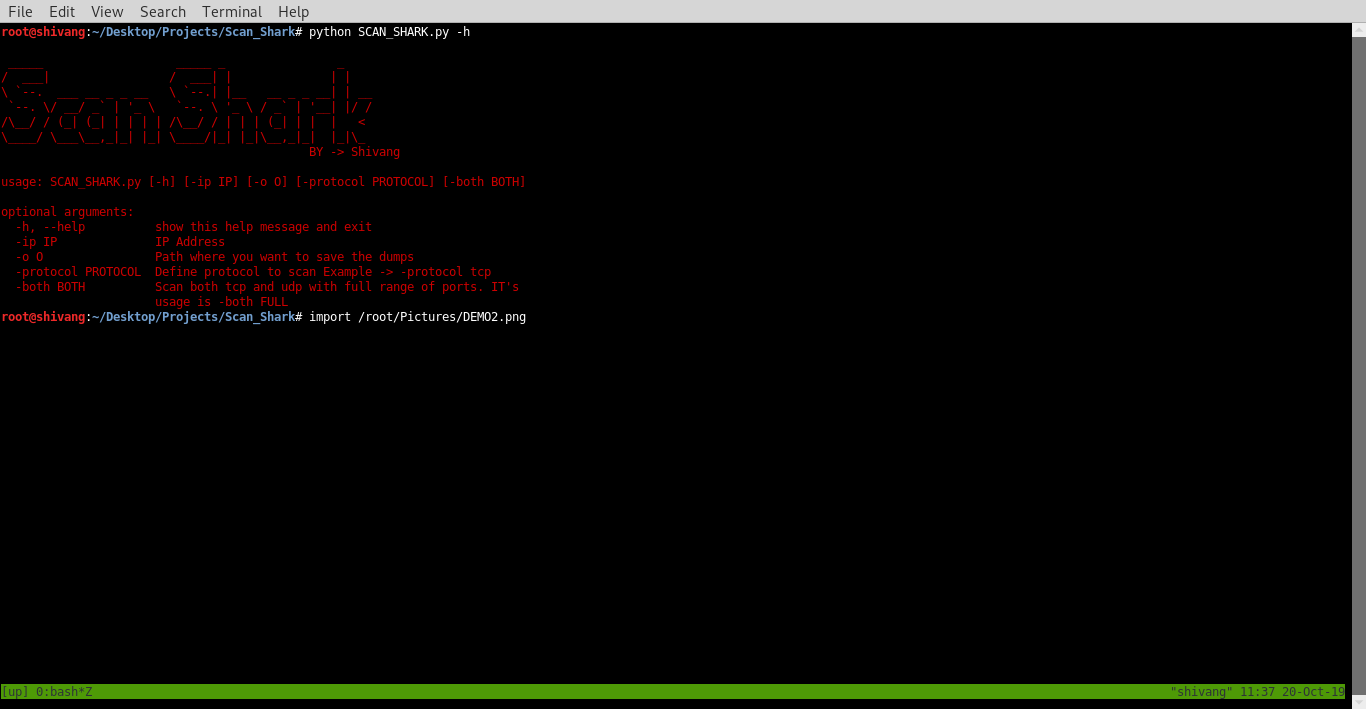 File Edit View Search Terminal Help
root@shivang:~/Desktop/Projects/Scan_Shark# python SCAN_SHARK.py -h
Scan Shark
BY -> Shivang
usage: SCAN_SHARK.py [-h] [-ip IP] [-o O] [-protocol PROTOCOL] [-both BOTH]
optional arguments:
-h, --help show this help message and exit
-ip IP IP Address
-o O Path where you want to save the dumps
-protocol PROTOCOL Define protocol to scan Example -> -protocol tcp
-both BOTH Scan both tcp and udp with full range of ports. IT's
usage is -both FULL
root@shivang:~/Desktop/Projects/Scan_Shark# import /root/Pictures/DEMO2.png
[up] 0:bash*Z "shivang" 11:37 20-Oct-19